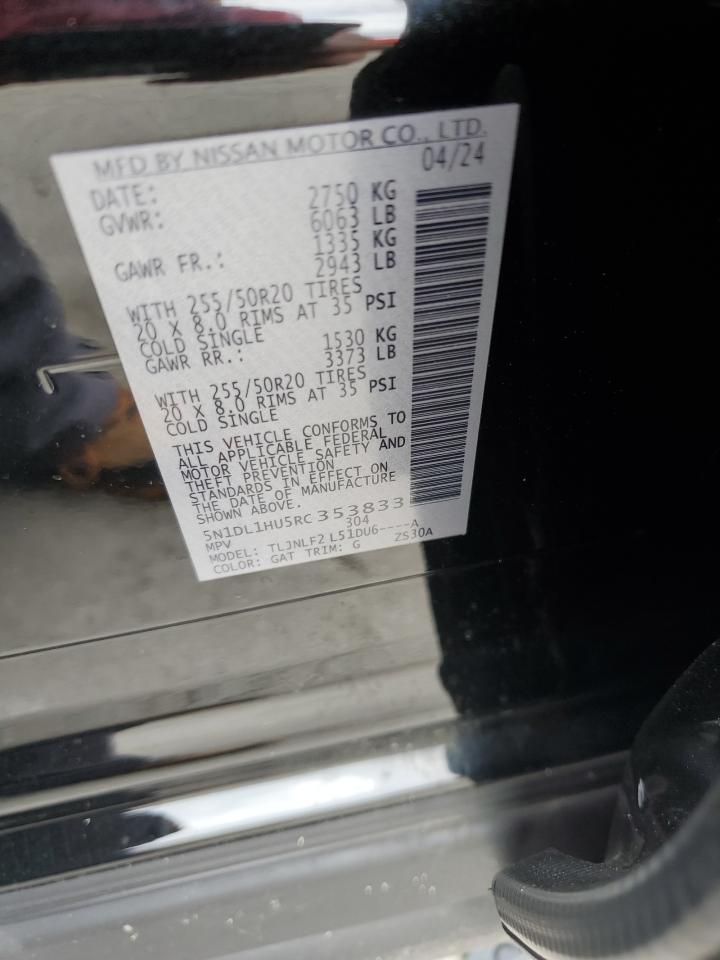 MFD BY NISSAN MOTOR CO., LTD.
DATE: 04/24
GVWR: 2750 KG
6063 LB
GAWR FR.: 1335 KG
2943 LB
WITH 255/50R20 TIRES
20 X 8.0 RIMS AT 35 PSI
COLD SINGLE
GAWR RR.: 1530 KG
3373 LB
WITH 255/50R20 TIRES
20 X 8.0 RIMS AT 35 PSI
COLD SINGLE
THIS VEHICLE CONFORMS TO
ALL APPLICABLE FEDERAL
MOTOR VEHICLE SAFETY AND
THEFT PREVENTION
STANDARDS IN EFFECT ON
THE DATE OF MANUFACTURE
SHOWN ABOVE.
5N1DL1HU5RC353833
MPV 304
MODEL: TLJNLF2 L51DU6----A
COLOR: GAT TRIM: G ZS30A